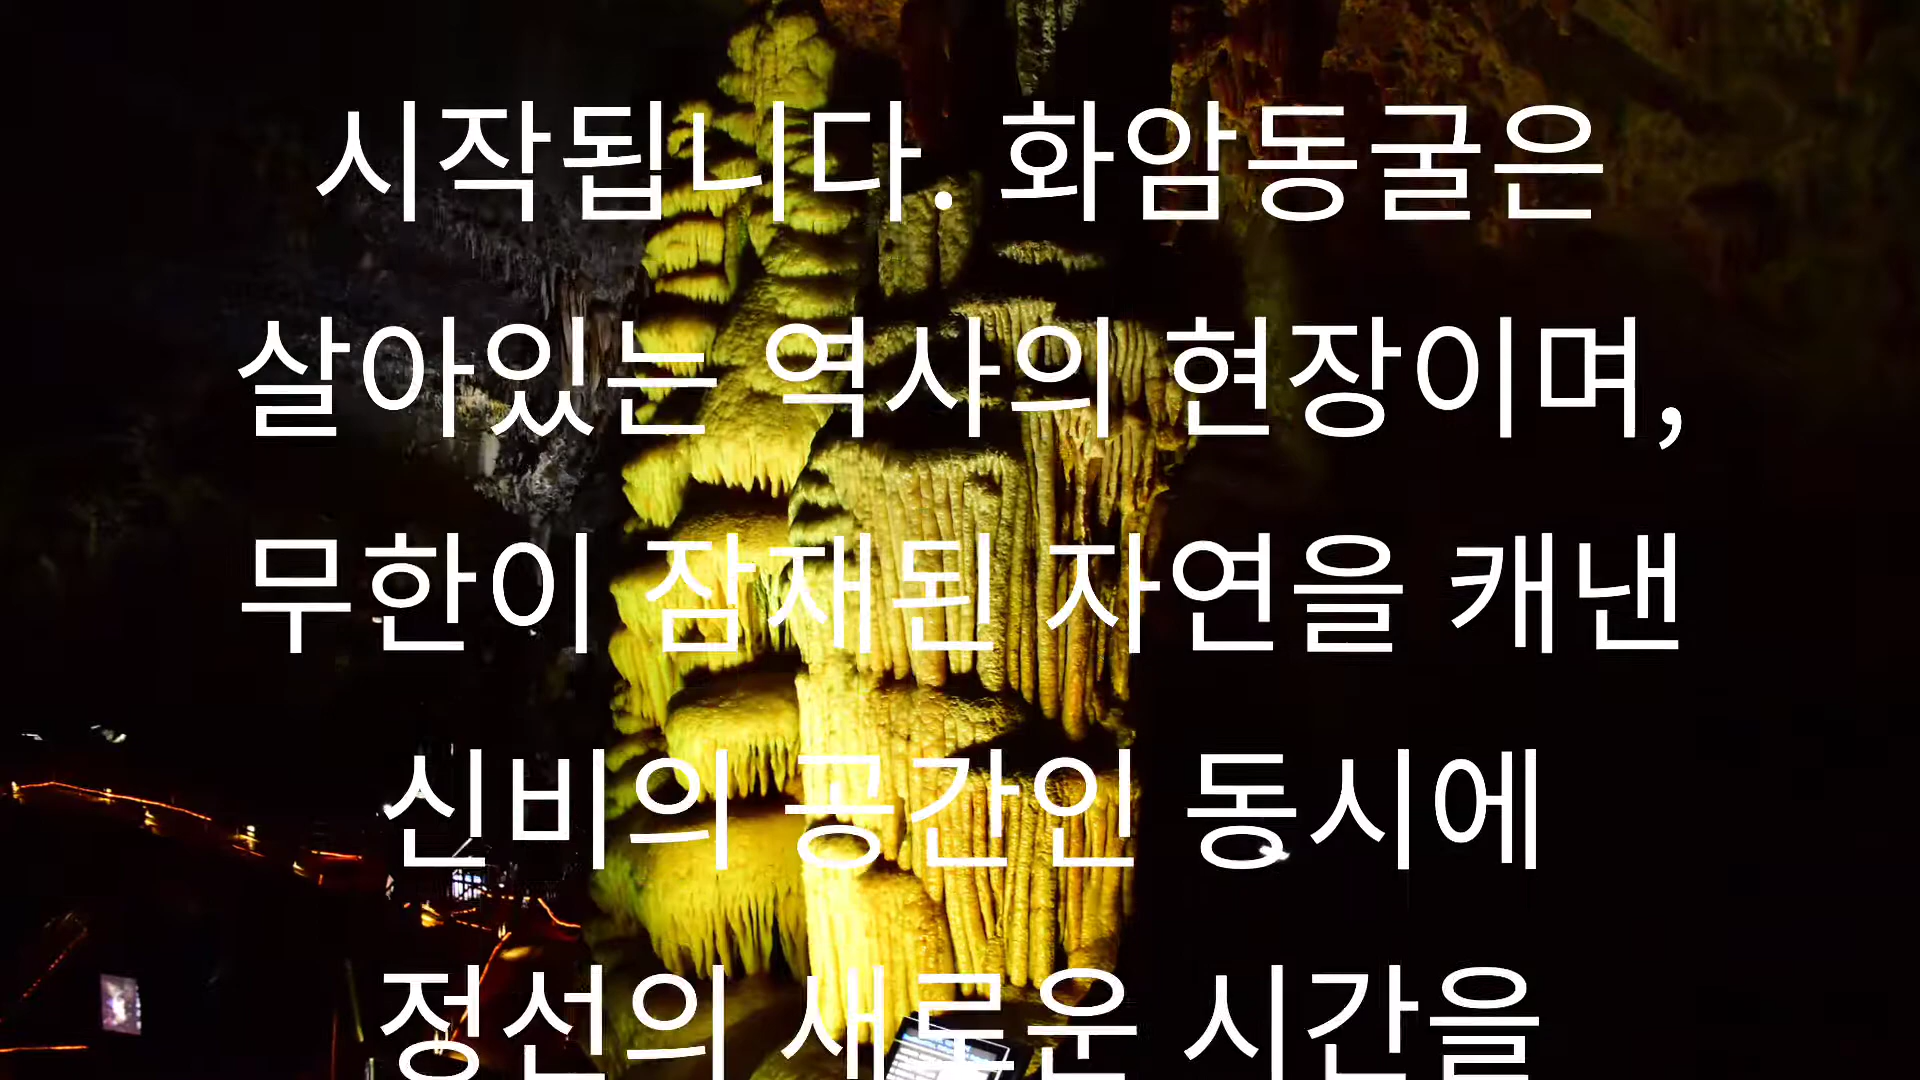 시작됩니다. 화암동굴은
살아있는 역사의 현장이며,
무한이 잠재된 자연을 캐낸
신비의 공간인 동시에
정선의 새로운 시간을